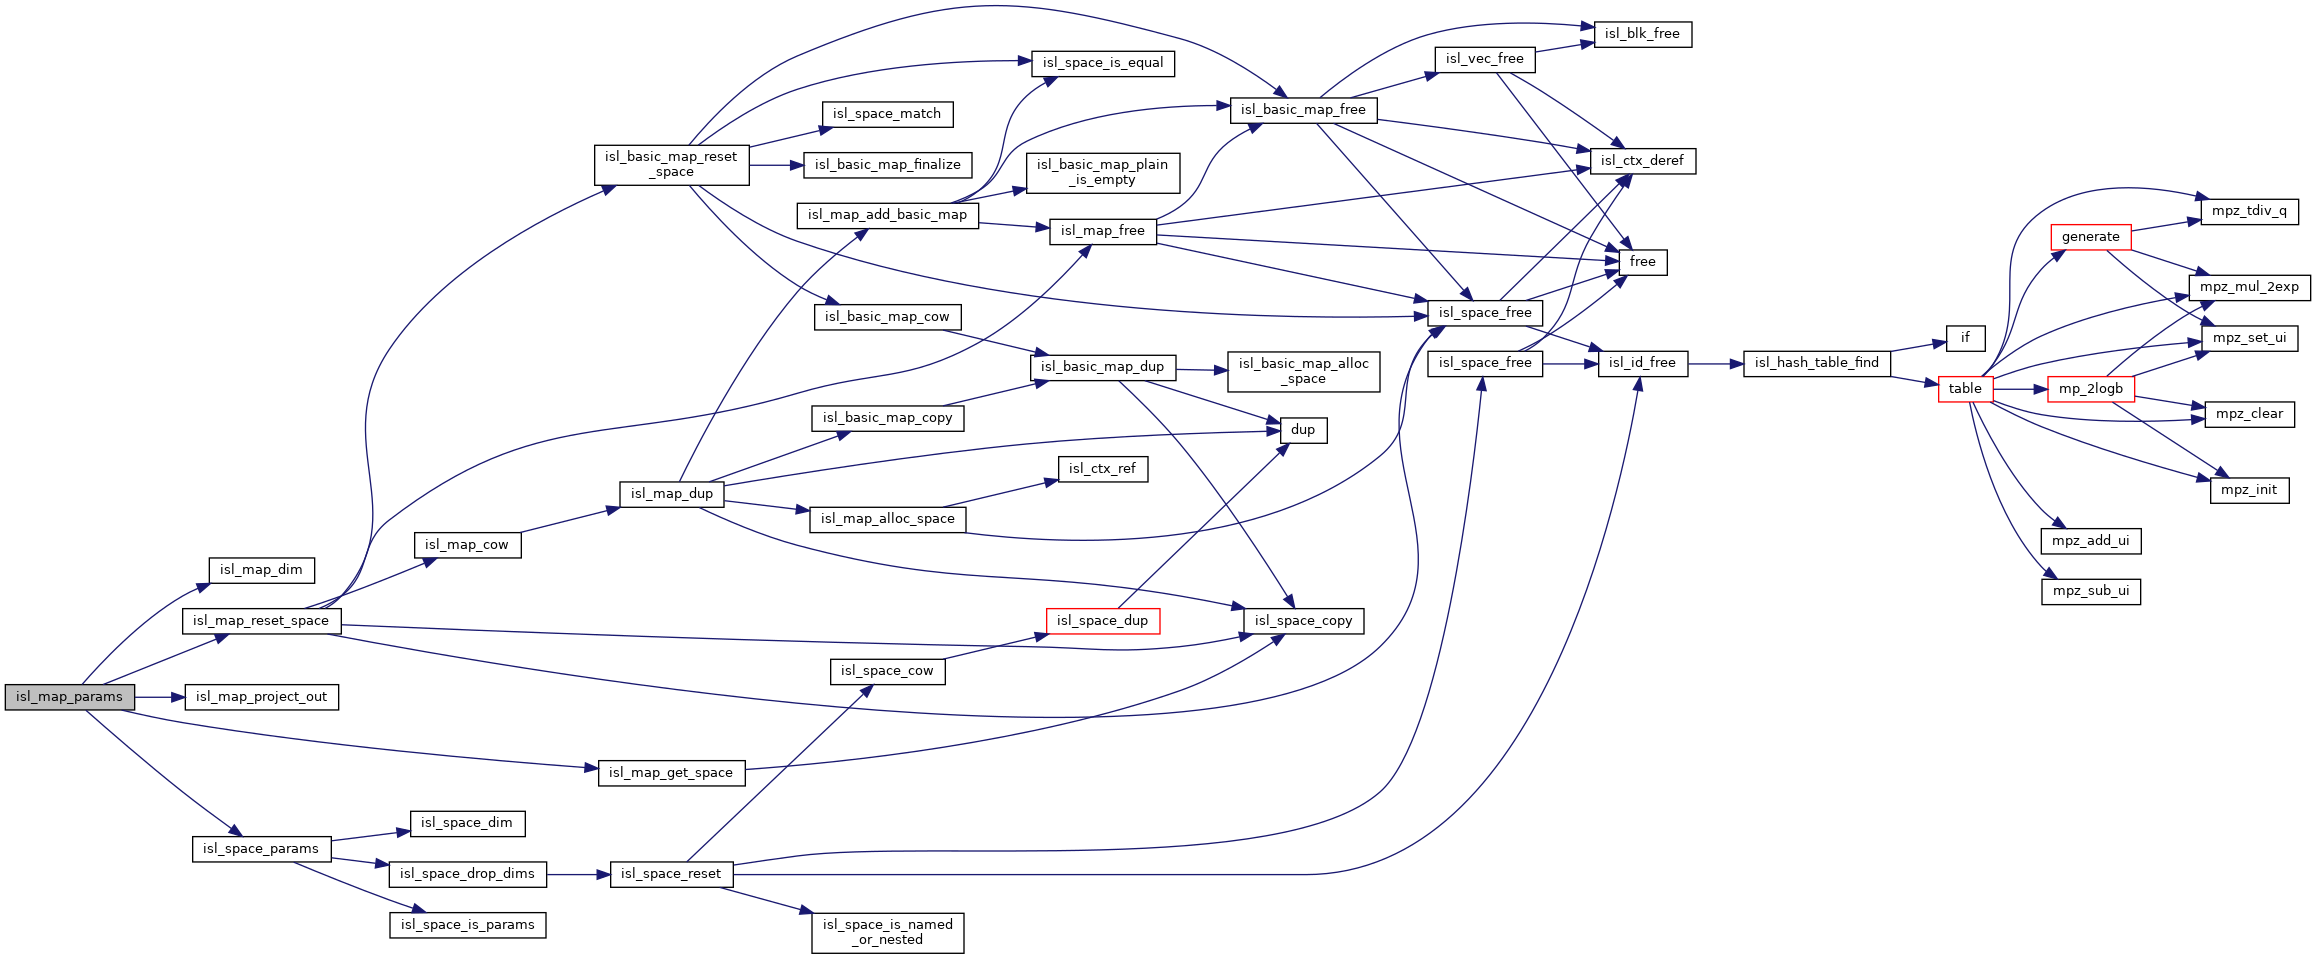 isl_map_params
isl_map_dim
isl_map_reset_space
isl_map_project_out
isl_map_get_space
isl_space_params
isl_space_dim
isl_space_drop_dims
isl_space_is_params
isl_map_cow
isl_basic_map_reset
_space
isl_map_dup
isl_space_reset
isl_space_match
isl_basic_map_finalize
isl_map_add_basic_map
isl_basic_map_cow
isl_basic_map_copy
isl_map_alloc_space
isl_space_cow
isl_space_is_named
_or_nested
isl_space_is_equal
isl_basic_map_plain
_is_empty
isl_map_free
isl_basic_map_dup
isl_ctx_ref
isl_space_dup
isl_basic_map_free
isl_basic_map_alloc
_space
dup
isl_space_copy
isl_vec_free
isl_space_free
isl_space_free
isl_blk_free
isl_ctx_deref
free
isl_id_free
isl_hash_table_find
if
table
generate
mp_2logb
mpz_add_ui
mpz_sub_ui
mpz_tdiv_q
mpz_mul_2exp
mpz_set_ui
mpz_clear
mpz_init